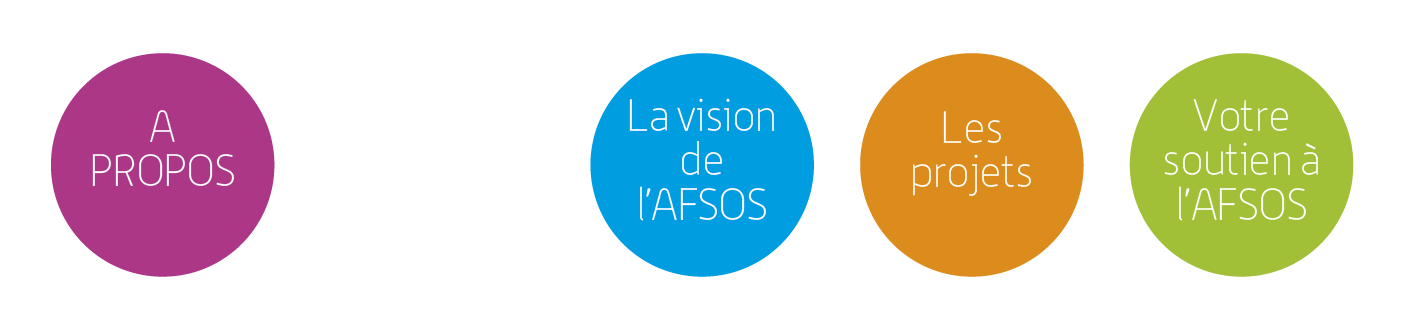 A
PROPOS
La vision
de
l'AFSOS
Les
projets
Votre
soutien à
l'AFSOS